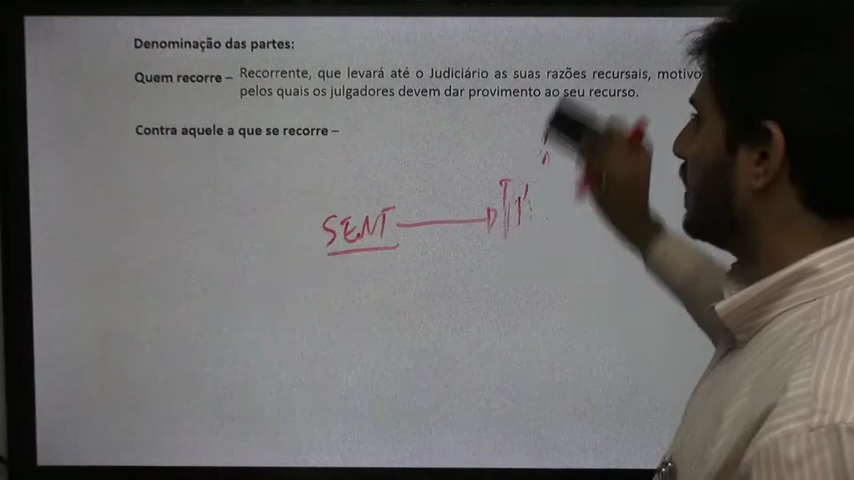 Denominação das partes:
Quem recorre – Recorrente, que levará até o Judiciário as suas razões recursais, motivo
pelos quais os julgadores devem dar provimento ao seu recurso.
Contra aquele a que se recorre –
SENT